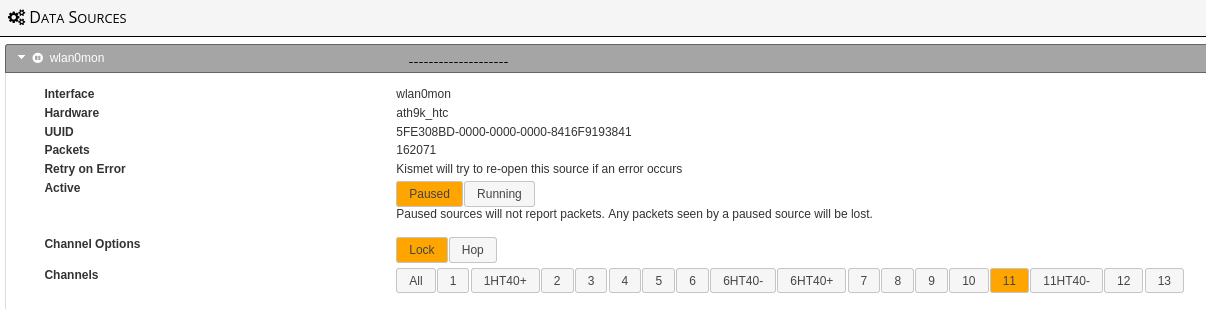 Data Sources
wlan0mon --------------------
Interface wlan0mon
Hardware ath9k_htc
UUID 5FE308BD-0000-0000-0000-8416F9193841
Packets 162071
Retry on Error Kismet will try to re-open this source if an error occurs
Active Paused Running
Paused sources will not report packets. Any packets seen by a paused source will be lost.
Channel Options Lock Hop
Channels All 1 1HT40+ 2 3 4 5 6 6HT40- 6HT40+ 7 8 9 10 11 11HT40- 12 13